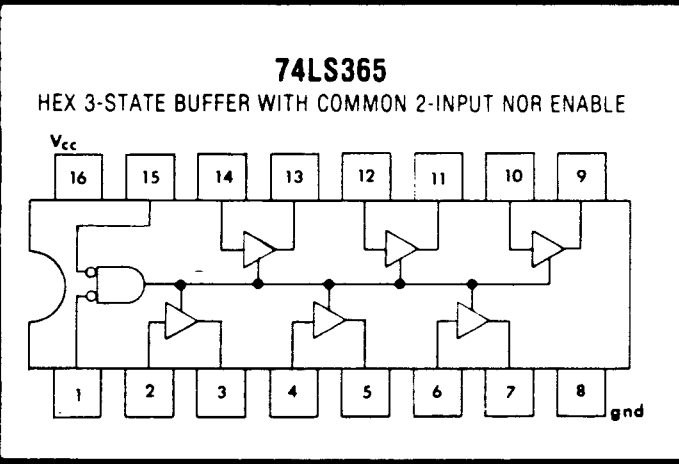 74LS365
HEX 3-STATE BUFFER WITH COMMON 2-INPUT NOR ENABLE
Vcc
16 15 14 13 12 11 10 9
1 2 3 4 5 6 7 8
gnd